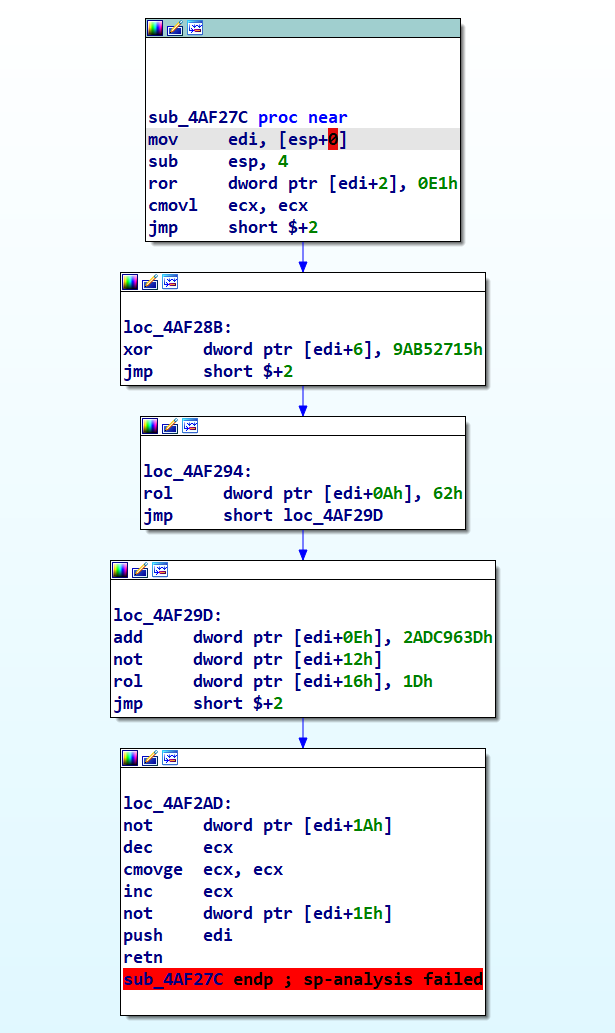 sub_4AF27C proc near
mov     edi, [esp+0]
sub     esp, 4
ror     dword ptr [edi+2], 0E1h
cmovl   ecx, ecx
jmp     short $+2
loc_4AF28B:
xor     dword ptr [edi+6], 9AB52715h
jmp     short $+2
loc_4AF294:
rol     dword ptr [edi+0Ah], 62h
jmp     short loc_4AF29D
loc_4AF29D:
add     dword ptr [edi+0Eh], 2ADC963Dh
not     dword ptr [edi+12h]
rol     dword ptr [edi+16h], 1Dh
jmp     short $+2
loc_4AF2AD:
not     dword ptr [edi+1Ah]
dec     ecx
cmovge  ecx, ecx
inc     ecx
not     dword ptr [edi+1Eh]
push    edi
retn
sub_4AF27C endp ; sp-analysis failed